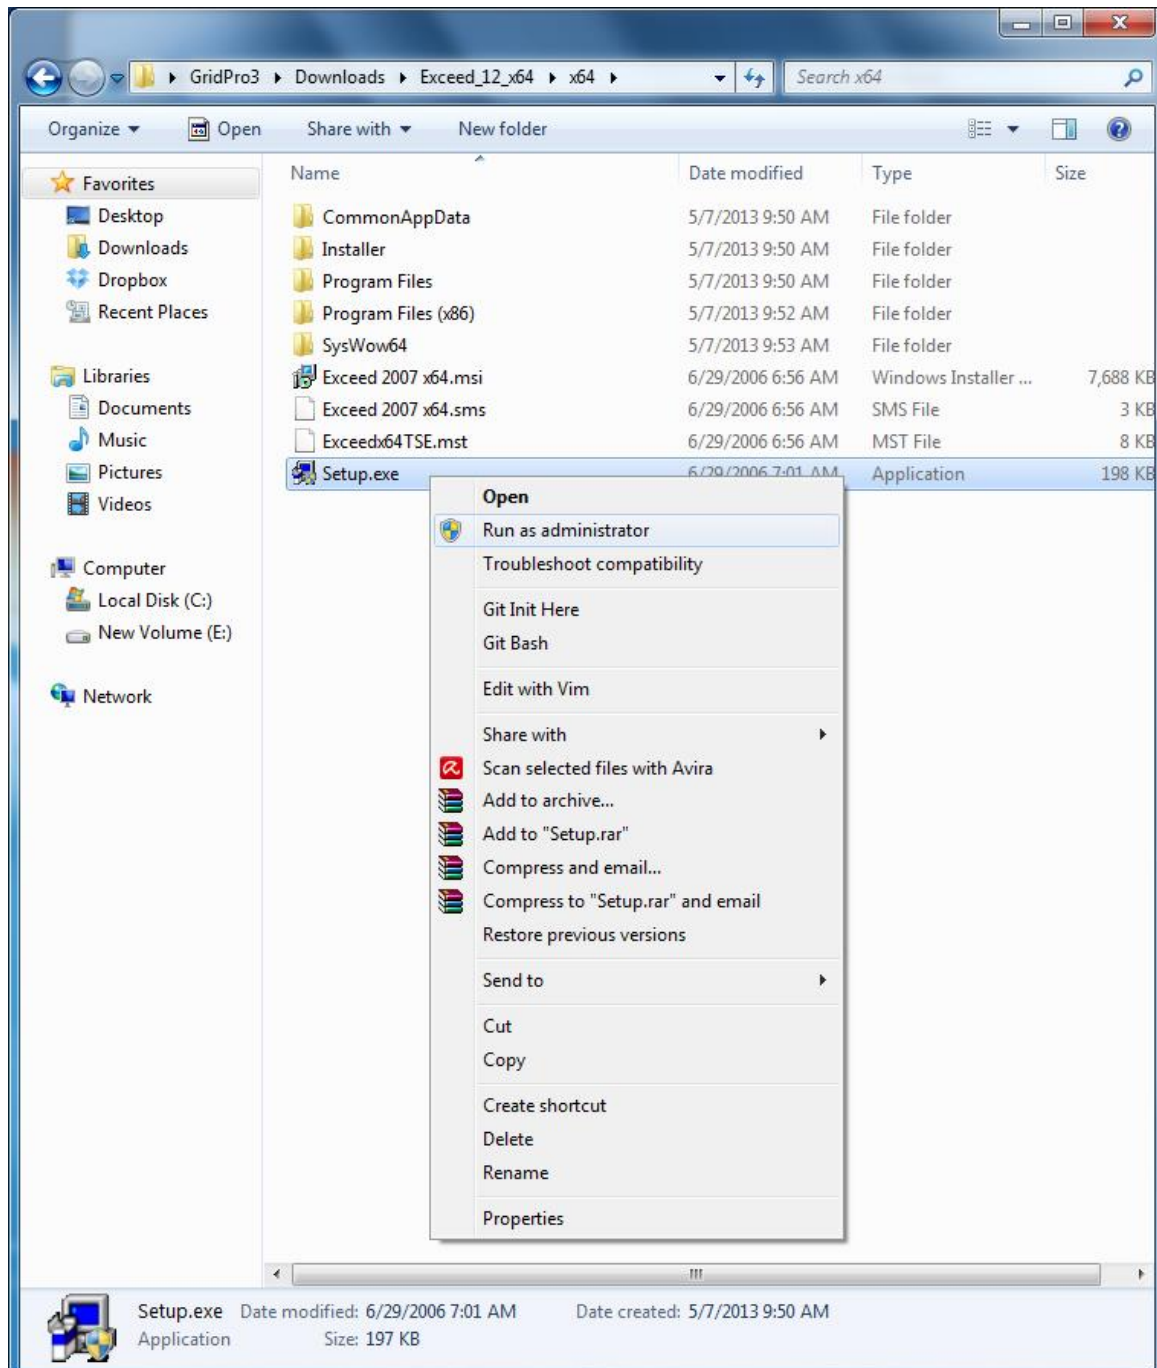 GridPro3 Downloads Exceed_12_x64 x64 Search x64
Organize Open Share with New folder
Name Date modified Type Size
Favorites
Desktop
Downloads
Dropbox
Recent Places
Libraries
Documents
Music
Pictures
Videos
Computer
Local Disk (C:)
New Volume (E:)
Network
CommonAppData 5/7/2013 9:50 AM File folder
Installer 5/7/2013 9:50 AM File folder
Program Files 5/7/2013 9:50 AM File folder
Program Files (x86) 5/7/2013 9:52 AM File folder
SysWow64 5/7/2013 9:53 AM File folder
Exceed 2007 x64.msi 6/29/2006 6:56 AM Windows Installer ... 7,688 KB
Exceed 2007 x64.sms 6/29/2006 6:56 AM SMS File 3 KB
Exceedx64TSE.mst 6/29/2006 6:56 AM MST File 8 KB
Setup.exe 6/29/2006 7:01 AM Application 198 KB
Open
Run as administrator
Troubleshoot compatibility
Git Init Here
Git Bash
Edit with Vim
Share with
Scan selected files with Avira
Add to archive...
Add to "Setup.rar"
Compress and email...
Compress to "Setup.rar" and email
Restore previous versions
Send to
Cut
Copy
Create shortcut
Delete
Rename
Properties
Setup.exe Date modified: 6/29/2006 7:01 AM Date created: 5/7/2013 9:50 AM
Application Size: 197 KB